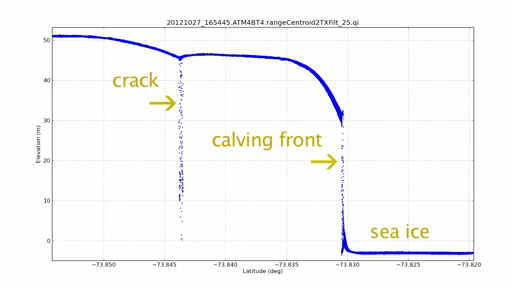 20121027_165445.ATM4BT4.rangeCentroid2TXFilt_25.qi
50
40
30
20
10
0
Elevation (m)
crack
calving front
sea ice
−73.850
−73.845
−73.840
−73.835
−73.830
−73.825
−73.820
Latitude (deg)